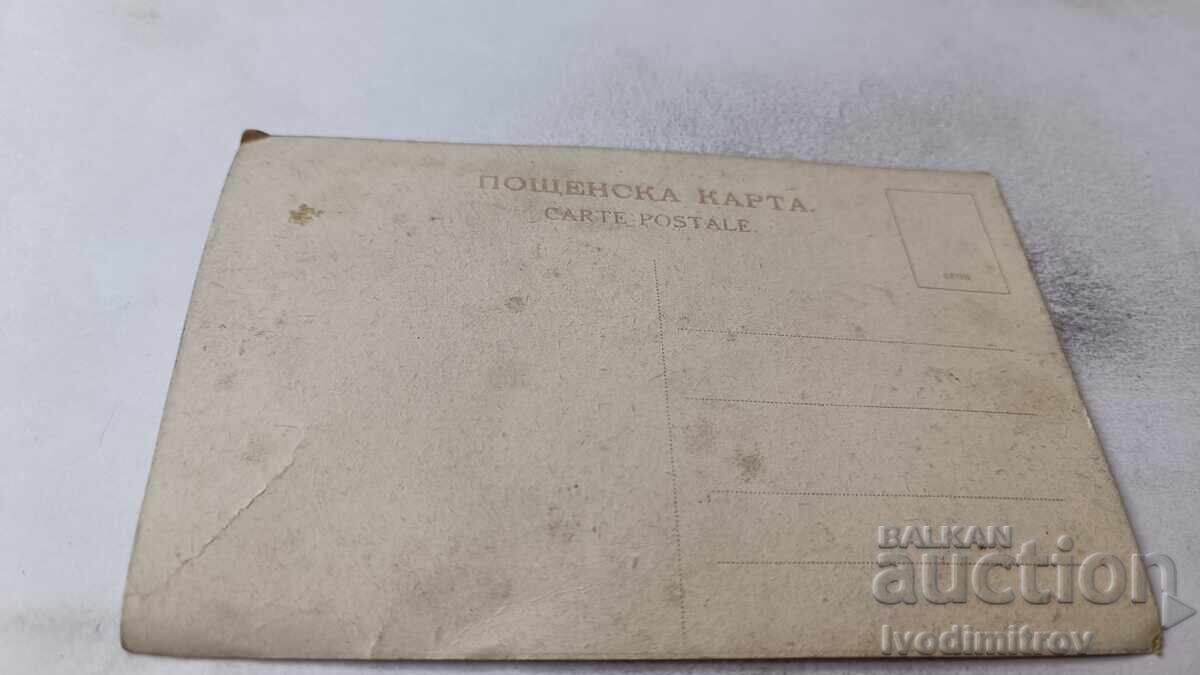 ПОЩЕНСКА КАРТА.
CARTE POSTALE.
BALKAN
auction
Ivodimitrov